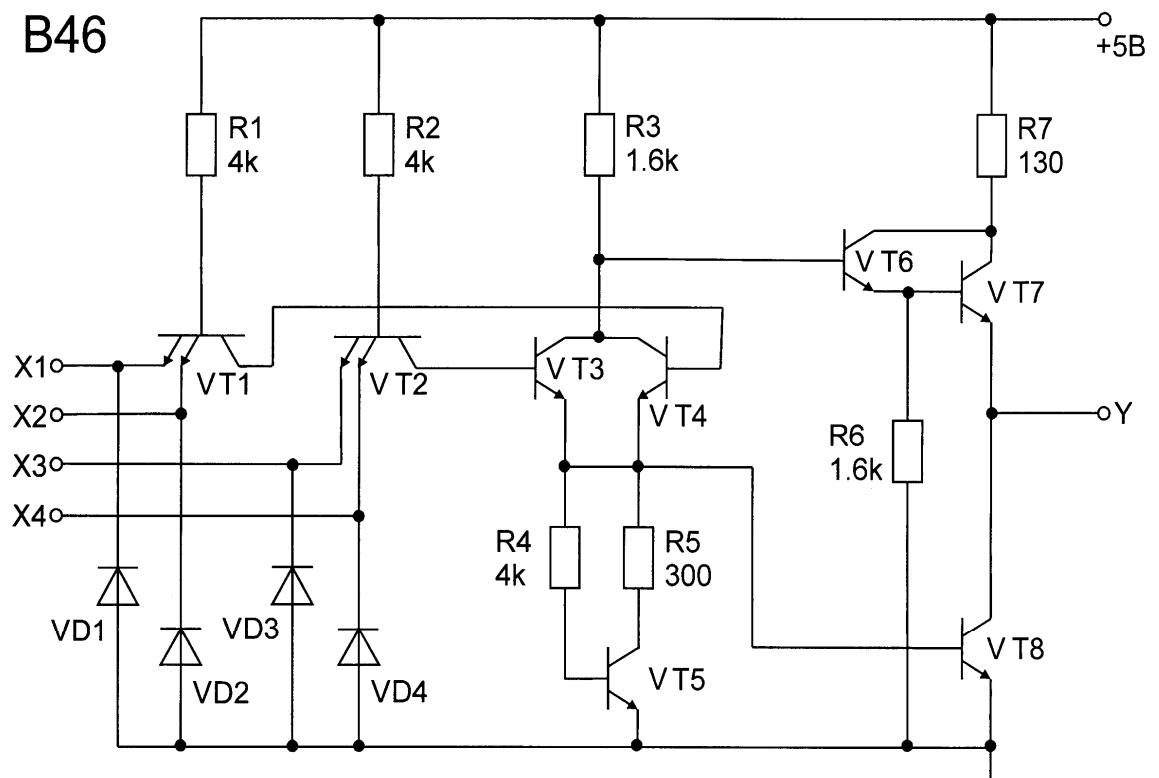 B46
+5В
R1
4k
R2
4k
R3
1.6k
R7
130
VT6
VT7
X1
VT1
VT2
VT3
X2
VT4
Y
X3
R6
1.6k
X4
R4
4k
R5
300
VD1
VD3
VT8
VD2
VD4
VT5